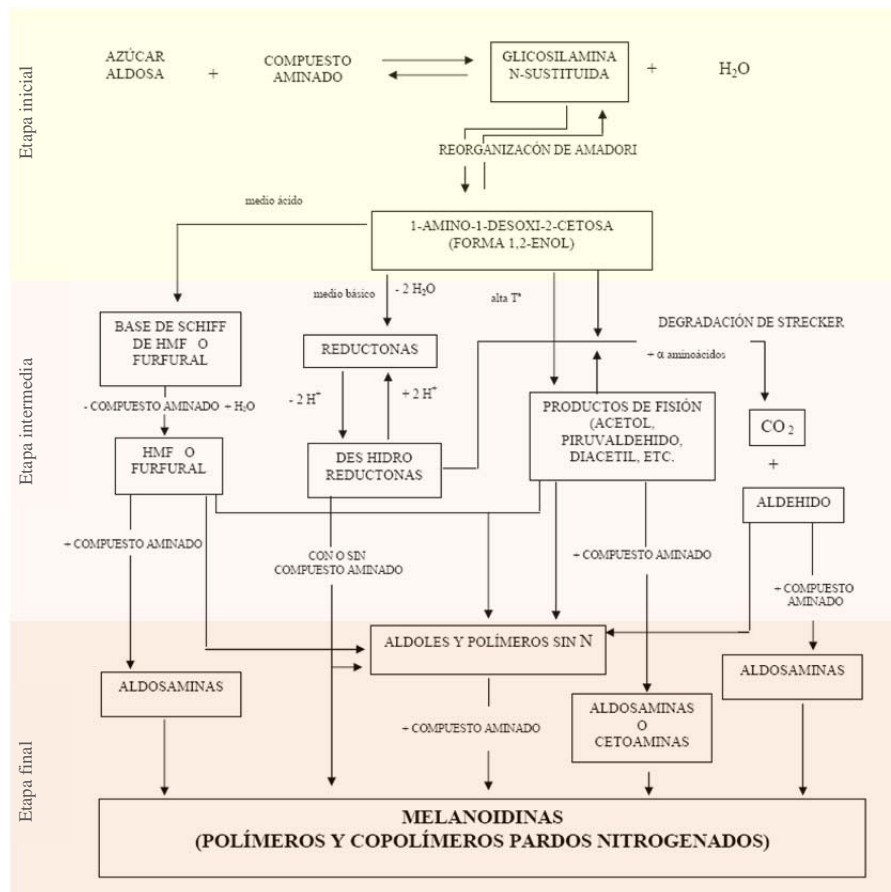 Etapa inicial
AZÚCAR
ALDOSA
+
COMPUESTO
AMINADO
GLICOSILAMINA
N-SUSTITUIDA
+
H₂O
REORGANIZACÓN DE AMADORI
medio ácido
1-AMINO-1-DESOXI-2-CETOSA
(FORMA 1,2-ENOL)
Etapa intermedia
medio básico
- 2 H₂O
alta Tª
BASE DE SCHIFF
DE HMF O
FURFURAL
REDUCTONAS
DEGRADACIÓN DE STRECKER
+ α aminoácidos
- COMPUESTO AMINADO + H₂O
- 2 H⁺
+ 2 H⁺
PRODUCTOS DE FISIÓN
(ACETOL,
PIRUVALDEHIDO,
DIACETIL, ETC.
CO₂
+
HMF O
FURFURAL
DES HIDRO
REDUCTONAS
ALDEHIDO
+ COMPUESTO AMINADO
CON O SIN
COMPUESTO AMINADO
+ COMPUESTO AMINADO
+ COMPUESTO
AMINADO
Etapa final
ALDOLES Y POLÍMEROS SIN N
ALDOSAMINAS
ALDOSAMINAS
+ COMPUESTO AMINADO
ALDOSAMINAS
O
CETOAMINAS
MELANOIDINAS
(POLÍMEROS Y COPOLÍMEROS PARDOS NITROGENADOS)